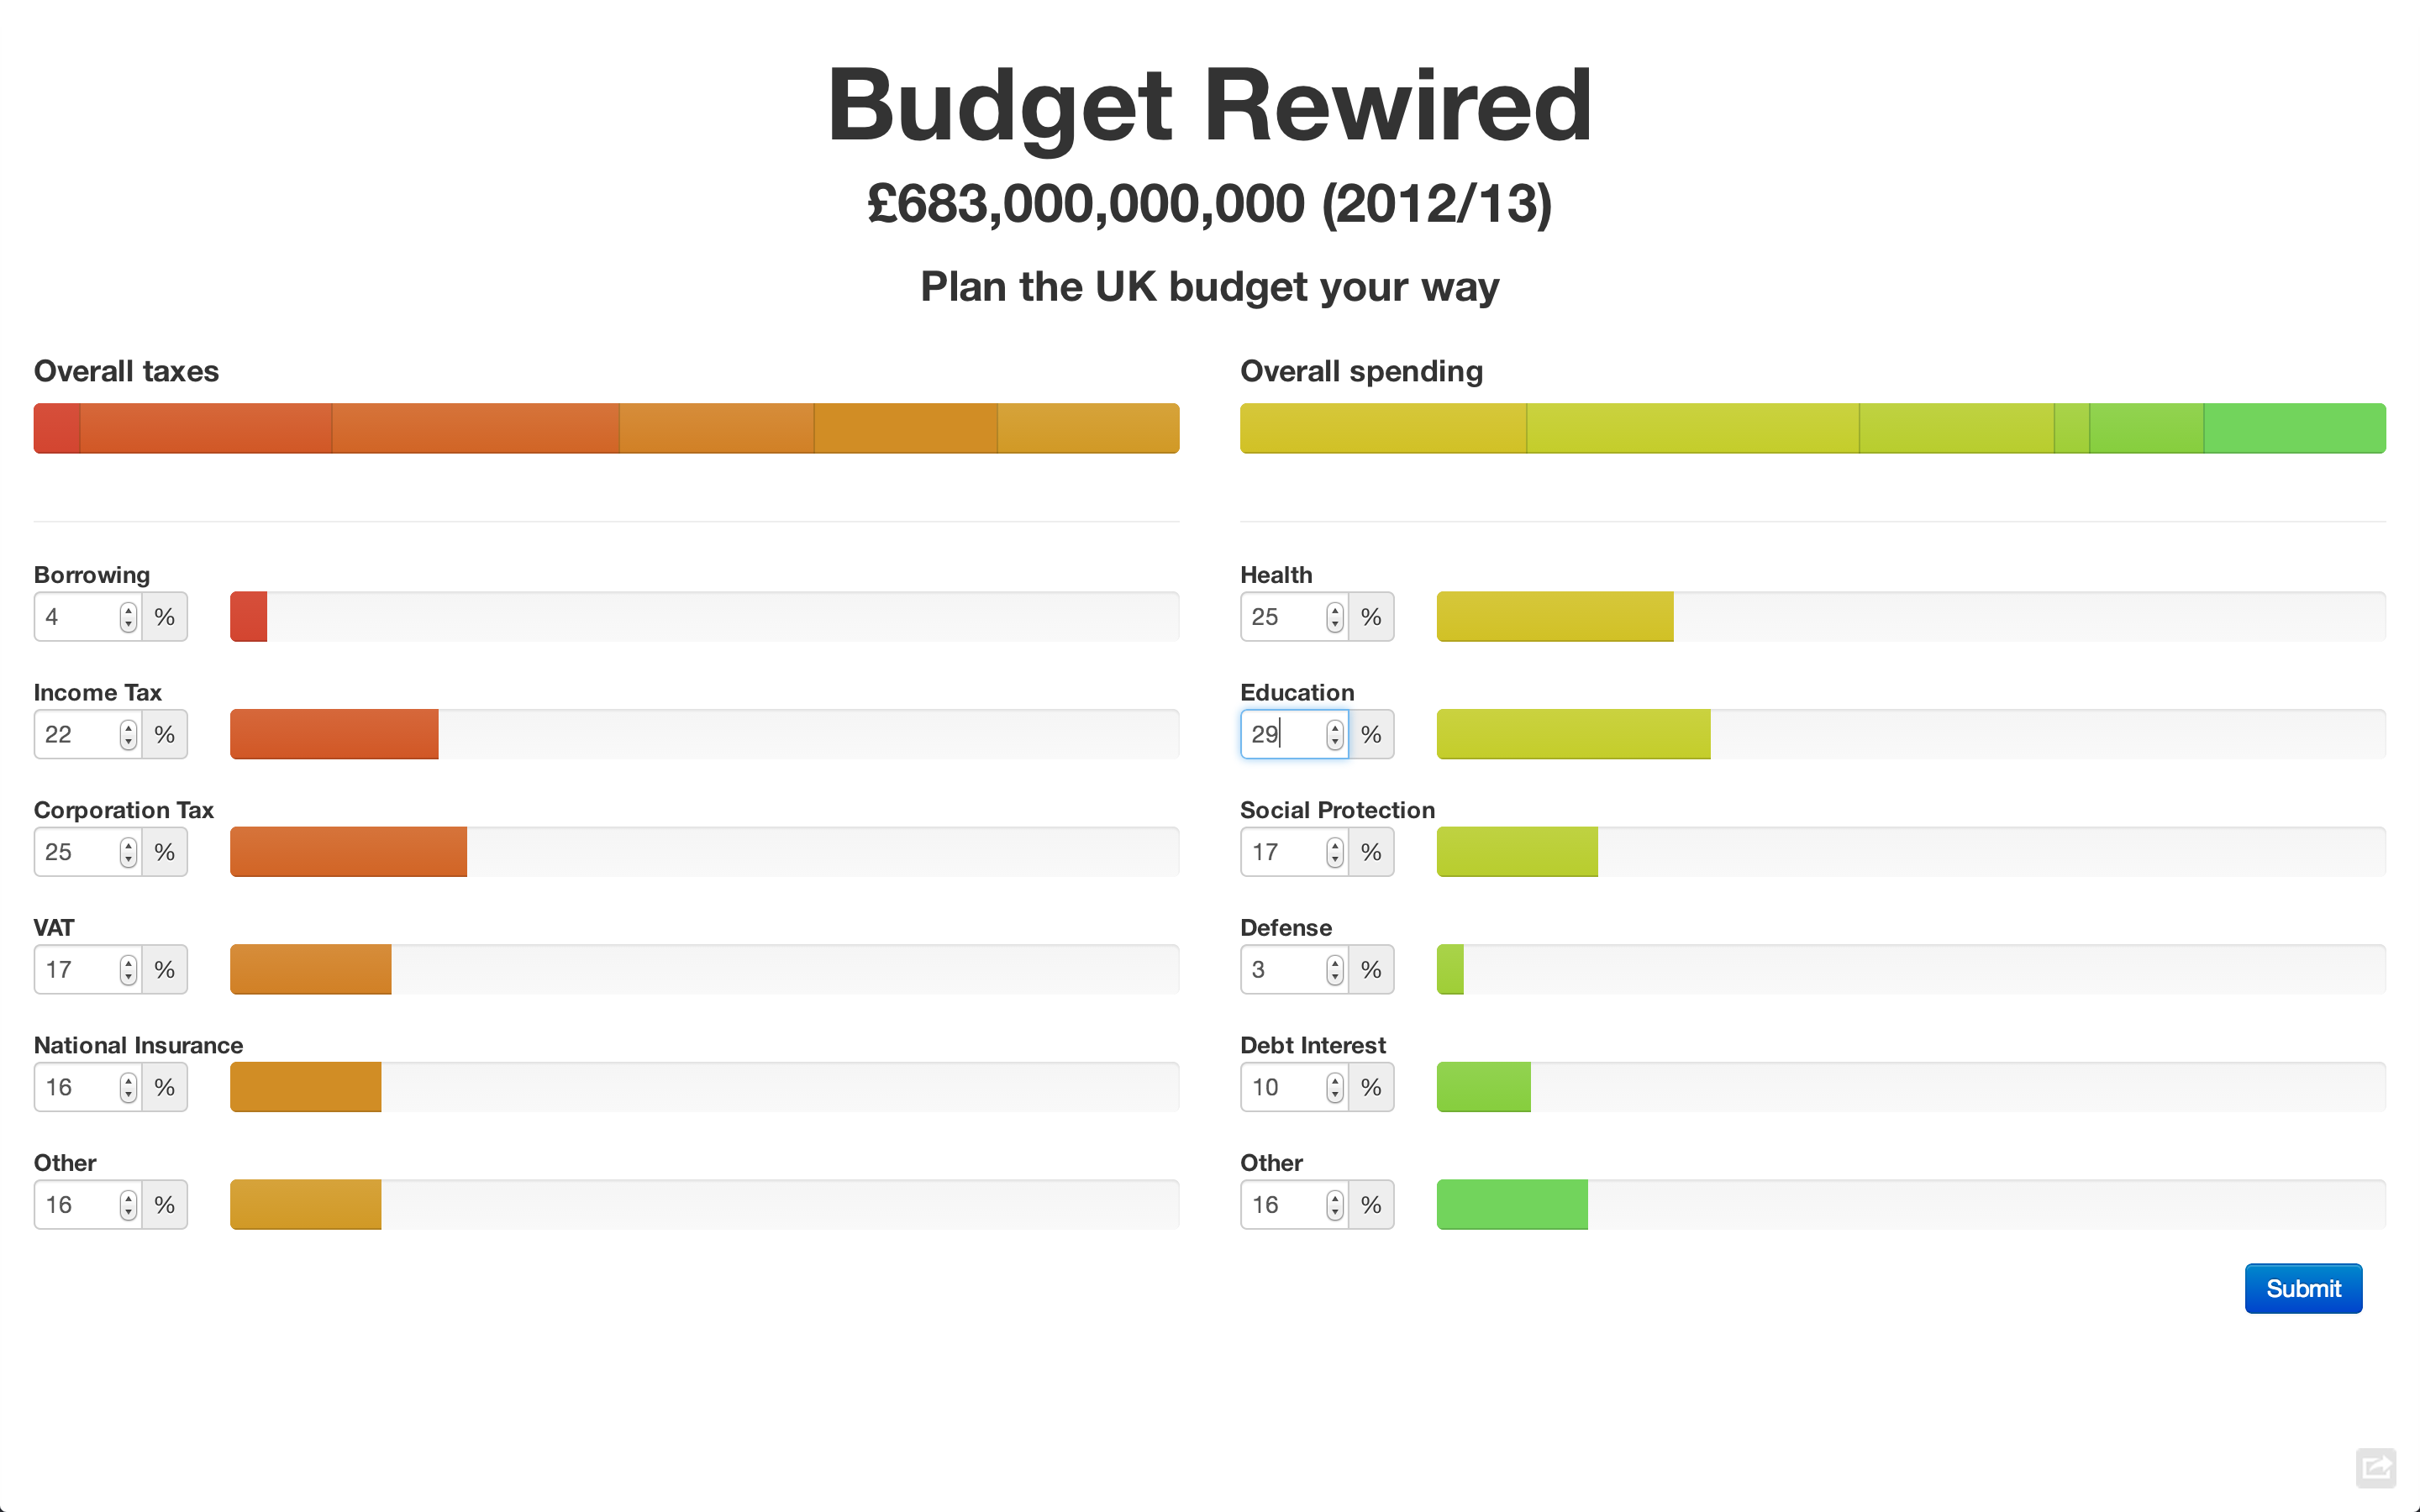 Budget Rewired
£683,000,000,000 (2012/13)
Plan the UK budget your way
Overall taxes
Borrowing
4 %
Income Tax
22 %
Corporation Tax
25 %
VAT
17 %
National Insurance
16 %
Other
16 %
Overall spending
Health
25 %
Education
29 %
Social Protection
17 %
Defense
3 %
Debt Interest
10 %
Other
16 %
Submit